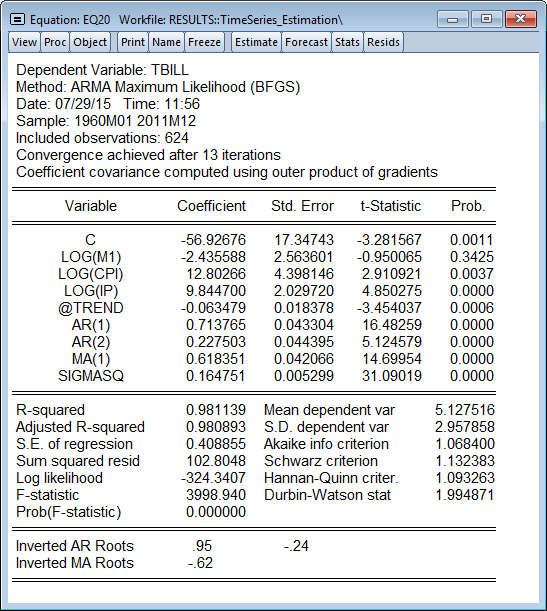 Equation: EQ20 Workfile: RESULTS::TimeSeries_Estimation\
View Proc Object Print Name Freeze Estimate Forecast Stats Resids
Dependent Variable: TBILL
Method: ARMA Maximum Likelihood (BFGS)
Date: 07/29/15 Time: 11:56
Sample: 1960M01 2011M12
Included observations: 624
Convergence achieved after 13 iterations
Coefficient covariance computed using outer product of gradients
Variable Coefficient Std. Error t-Statistic Prob.
C -56.92676 17.34743 -3.281567 0.0011
LOG(M1) -2.435588 2.563601 -0.950065 0.3425
LOG(CPI) 12.80266 4.398146 2.910921 0.0037
LOG(IP) 9.844700 2.029720 4.850275 0.0000
@TREND -0.063479 0.018378 -3.454037 0.0006
AR(1) 0.713765 0.043304 16.48259 0.0000
AR(2) 0.227503 0.044395 5.124579 0.0000
MA(1) 0.618351 0.042066 14.69954 0.0000
SIGMASQ 0.164751 0.005299 31.09019 0.0000
R-squared 0.981139 Mean dependent var 5.127516
Adjusted R-squared 0.980893 S.D. dependent var 2.957858
S.E. of regression 0.408855 Akaike info criterion 1.068400
Sum squared resid 102.8048 Schwarz criterion 1.132383
Log likelihood -324.3407 Hannan-Quinn criter. 1.093263
F-statistic 3998.940 Durbin-Watson stat 1.994871
Prob(F-statistic) 0.000000
Inverted AR Roots .95 -.24
Inverted MA Roots -.62